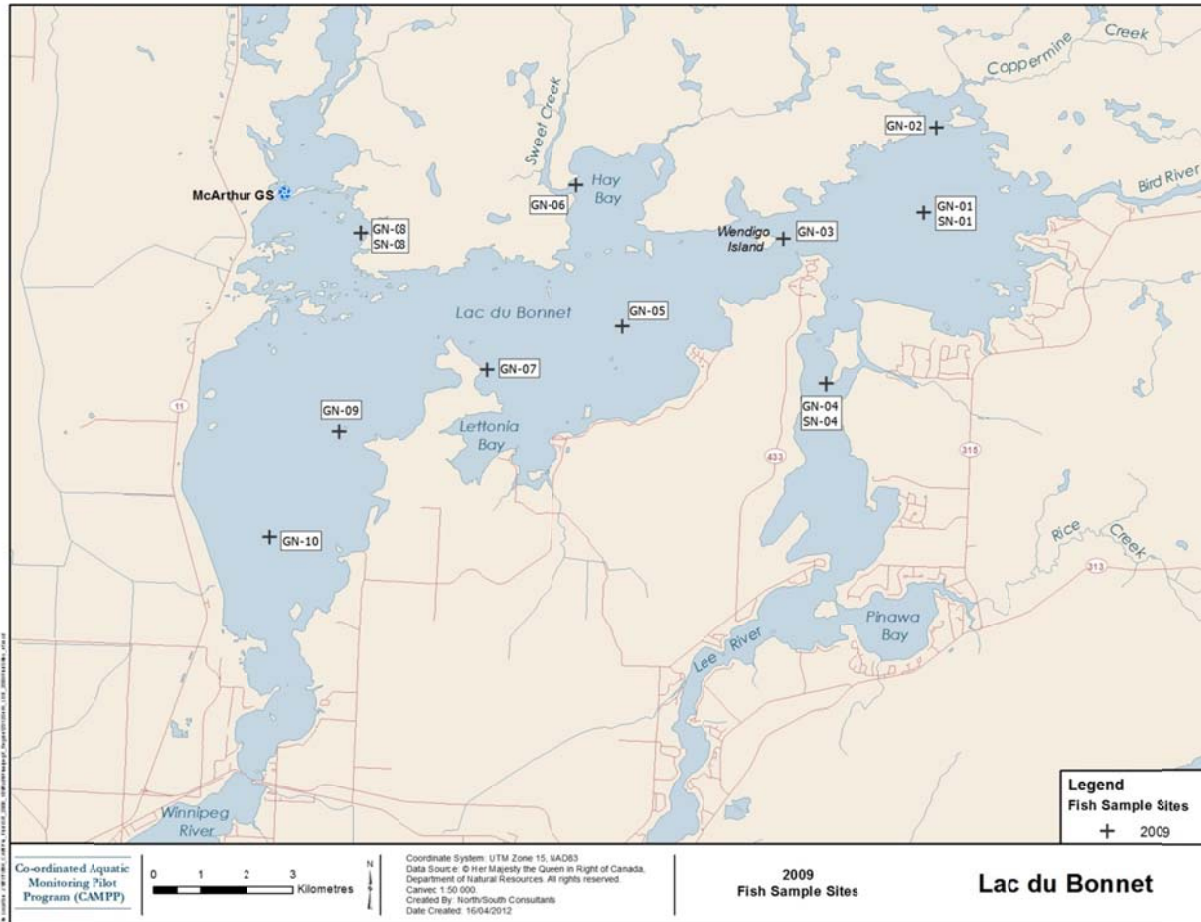 Coppermine Creek
GN-02
Sweet Creek
Bird River
McArthur GS
Hay
Bay
GN-06
GN-01
SN-01
GN-08
SN-08
Wendigo
Island
GN-03
Lac du Bonnet
GN-05
GN-07
GN-04
SN-04
11
GN-09
Lettonia
Bay
433
315
GN-10
Rice Creek
313
Pinawa
Bay
Lee River
Winnipeg
River
Legend
Fish Sample Sites
2009
Co-ordinated Aquatic
Monitoring Pilot
Program (CAMPP)
0 1 2 3
Kilometres
N
Coordinate System: UTM Zone 15, NAD83
Data Source: © Her Majesty the Queen in Right of Canada,
Department of Natural Resources. All rights reserved.
Canvec 1:50 000.
Created By: North/South Consultants
Date Created: 16/04/2012
2009
Fish Sample Sites
Lac du Bonnet